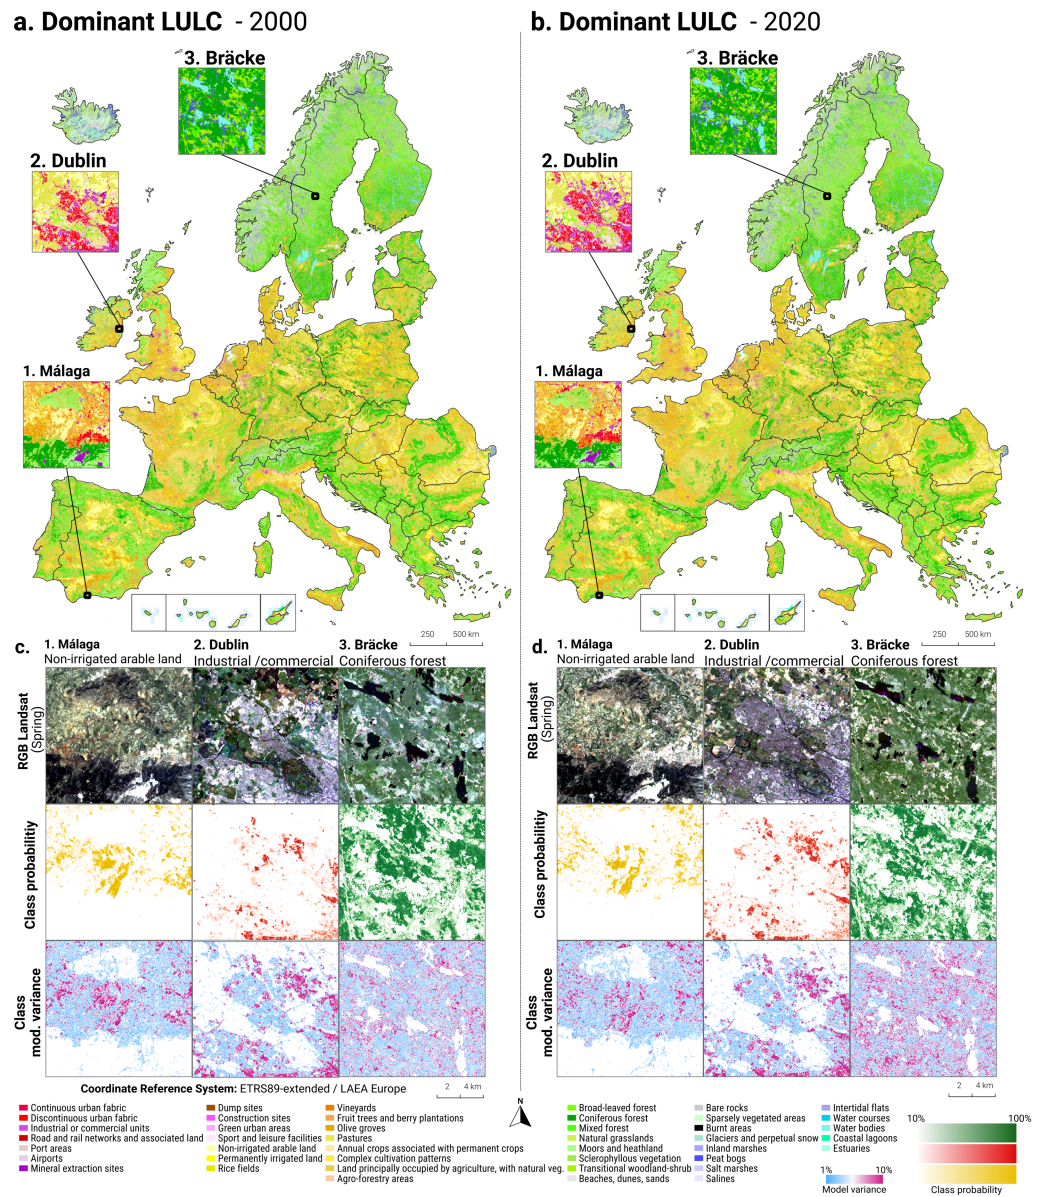 a. Dominant LULC - 2000
b. Dominant LULC - 2020
3. Bräcke
2. Dublin
1. Málaga
250 500 km
3. Bräcke
2. Dublin
1. Málaga
250 500 km
c.
1. Málaga
Non-irrigated arable land
2. Dublin
Industrial /commercial
3. Bräcke
Coniferous forest
RGB Landsat
(Spring)
Class probabilitiy
Class
mod. variance
2 4 km
d.
1. Málaga
Non-irrigated arable land
2. Dublin
Industrial /commercial
3. Bräcke
Coniferous forest
RGB Landsat
(Spring)
Class probability
Class
mod. variance
2 4 km
Coordinate Reference System: ETRS89-extended / LAEA Europe
Continuous urban fabric
Discontinuous urban fabric
Industrial or commercial units
Road and rail networks and associated land
Port areas
Airports
Mineral extraction sites
Dump sites
Construction sites
Green urban areas
Sport and leisure facilities
Non-irrigated arable land
Permanently irrigated land
Rice fields
Vineyards
Fruit trees and berry plantations
Olive groves
Pastures
Annual crops associated with permanent crops
Complex cultivation patterns
Land principally occupied by agriculture, with natural veg.
Agro-forestry areas
N
Broad-leaved forest
Coniferous forest
Mixed forest
Natural grasslands
Moors and heathland
Sclerophyllous vegetation
Transitional woodland-shrub
Beaches, dunes, sands
Bare rocks
Sparsely vegetated areas
Burnt areas
Glaciers and perpetual snow
Inland marshes
Peat bogs
Salt marshes
Salines
Intertidal flats
Water courses
Water bodies
Coastal lagoons
Estuaries
1% 10%
Model variance
10% 100%
Class probability